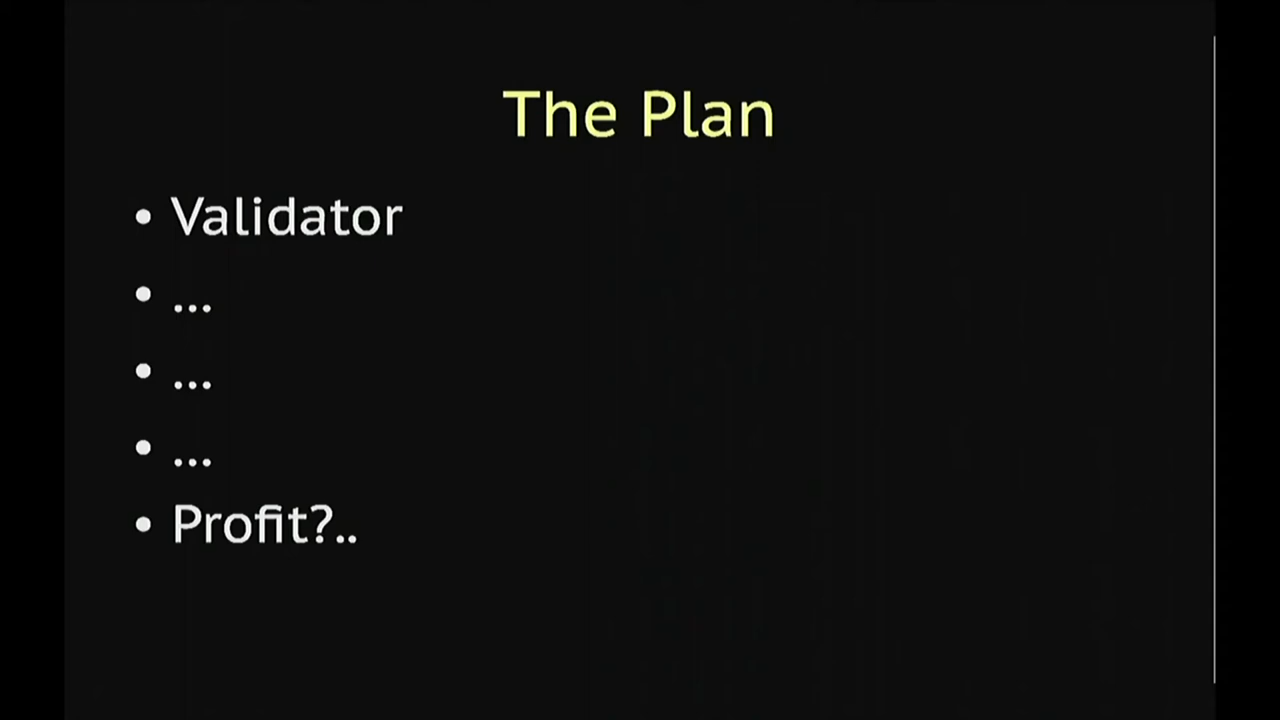 The Plan
• Validator
• ...
• ...
• ...
• Profit?..